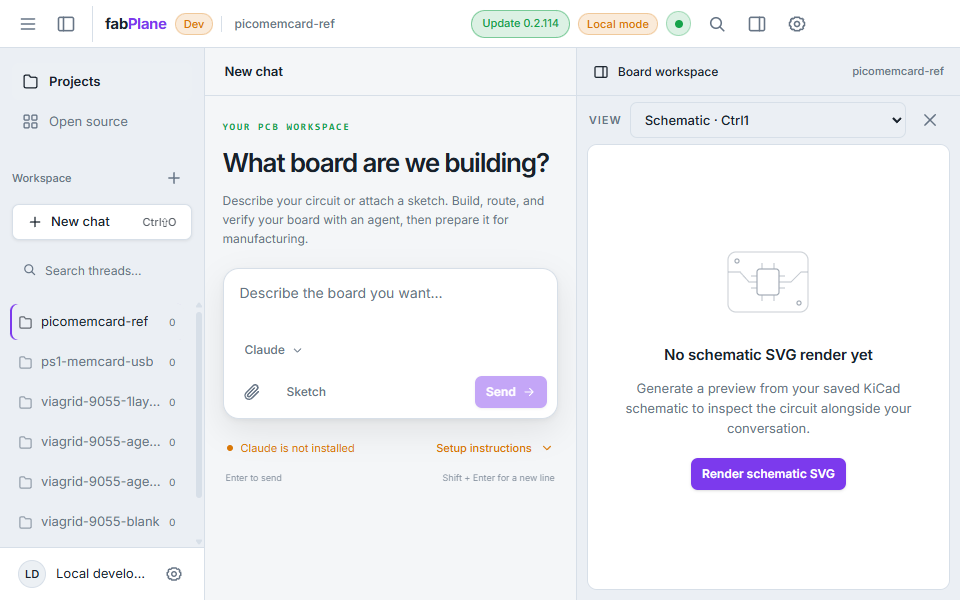 fabPlane
Dev
picomemcard-ref
Update 0.2.114
Local mode
Projects
Open source
Workspace
New chat
Ctrl⇧O
Search threads...
picomemcard-ref 0
ps1-memcard-usb 0
viagrid-9055-1lay... 0
viagrid-9055-age... 0
viagrid-9055-age... 0
viagrid-9055-blank 0
LD
Local develo...
New chat
YOUR PCB WORKSPACE
What board are we building?
Describe your circuit or attach a sketch. Build, route, and
verify your board with an agent, then prepare it for
manufacturing.
Describe the board you want...
Claude
Sketch
Send →
Claude is not installed
Setup instructions
Enter to send
Shift + Enter for a new line
Board workspace
picomemcard-ref
VIEW
Schematic · Ctrl1
No schematic SVG render yet
Generate a preview from your saved KiCad
schematic to inspect the circuit alongside your
conversation.
Render schematic SVG